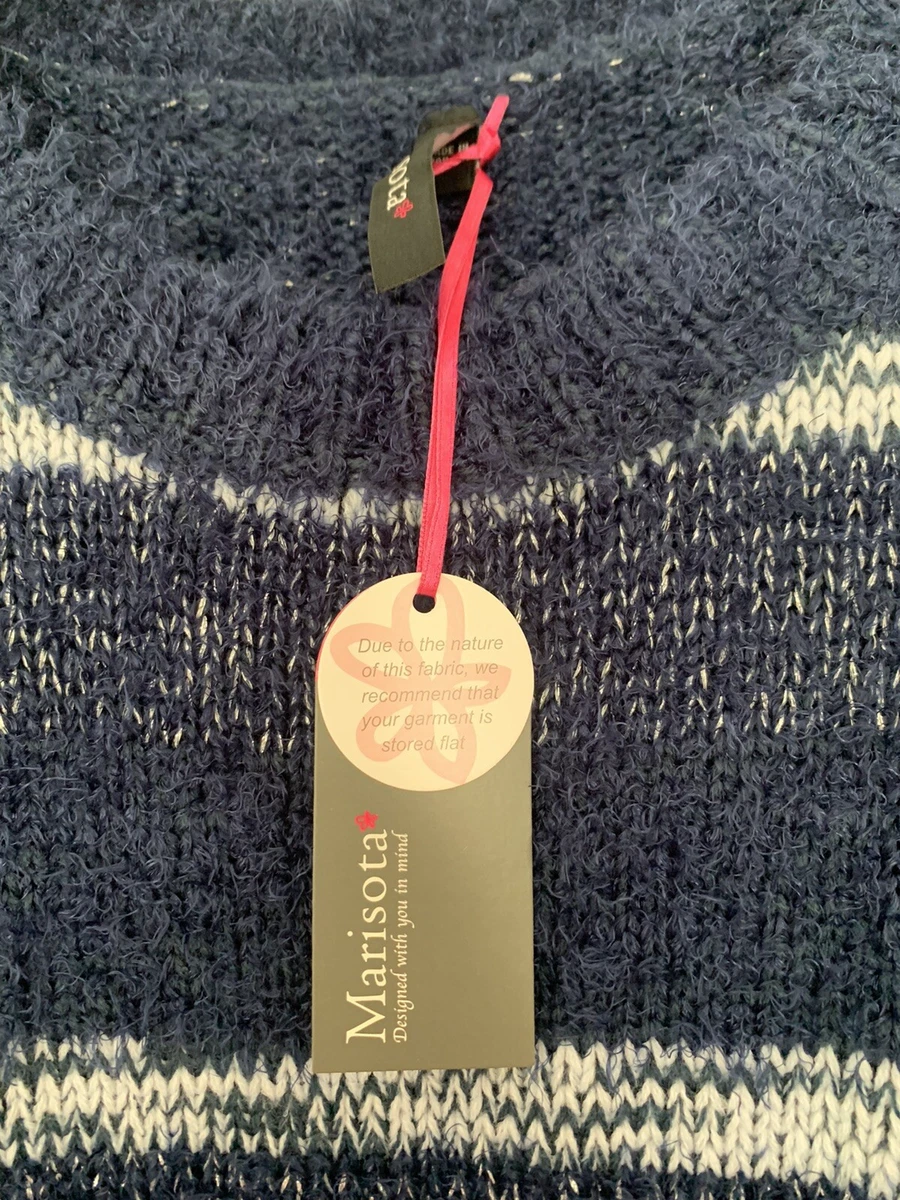 ota
Due to the nature
of this fabric, we
recommend that
your garment is
stored flat
Marisota
Designed with you in mind